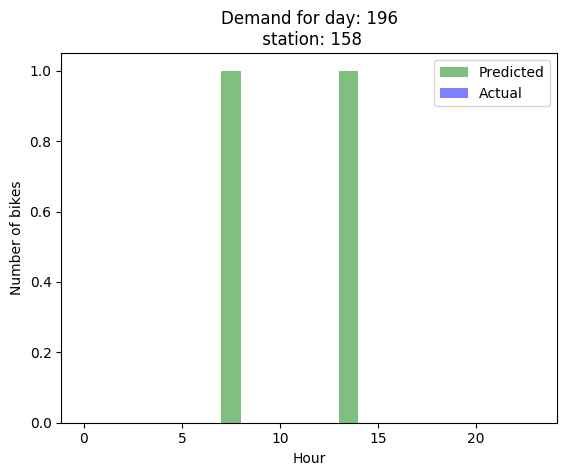 Demand for day: 196
station: 158
Predicted
Actual
1.0
0.8
0.6
0.4
0.2
0.0
Number of bikes
0
5
10
15
20
Hour